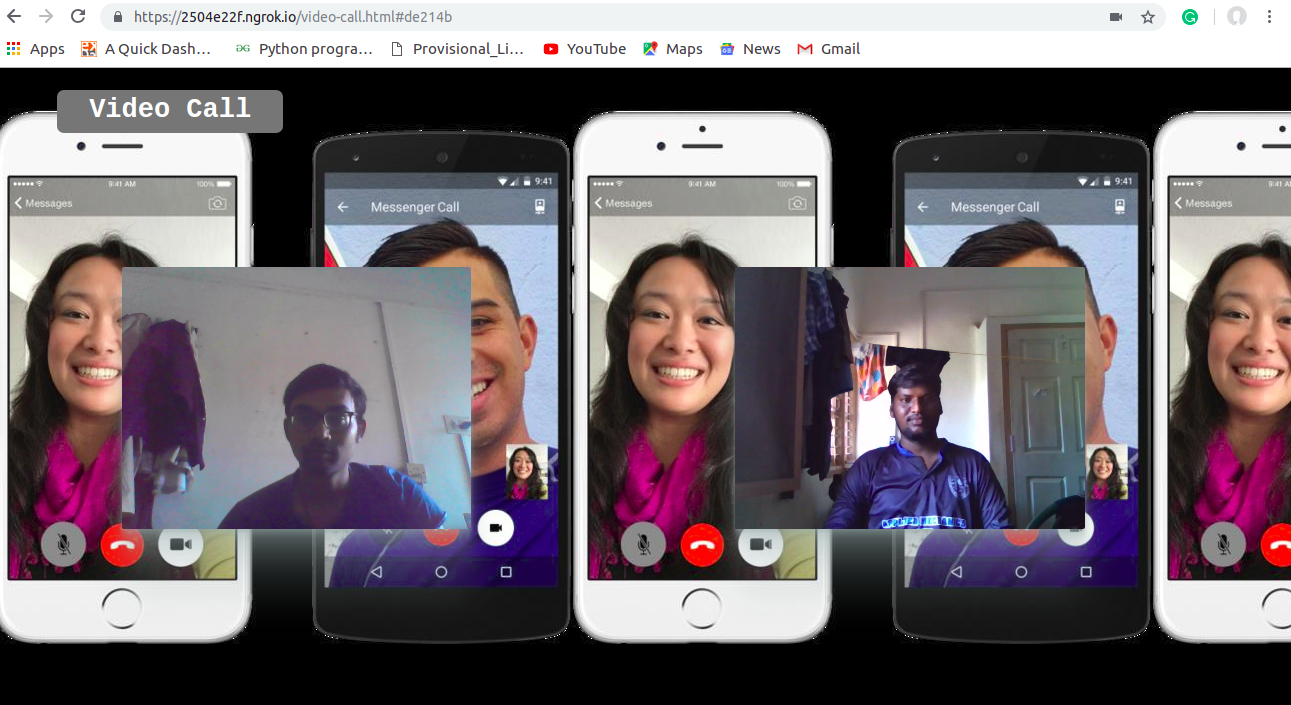 https://2504e22f.ngrok.io/video-call.html#de214b
Apps A Quick Dash... Python progra... Provisional_Li... YouTube Maps News Gmail
Video Call
9:41 AM 100%
Messages
9:41
Messenger Call
9:41 AM 100%
Messages
9:41
Messenger Call
9:41 A
Messages